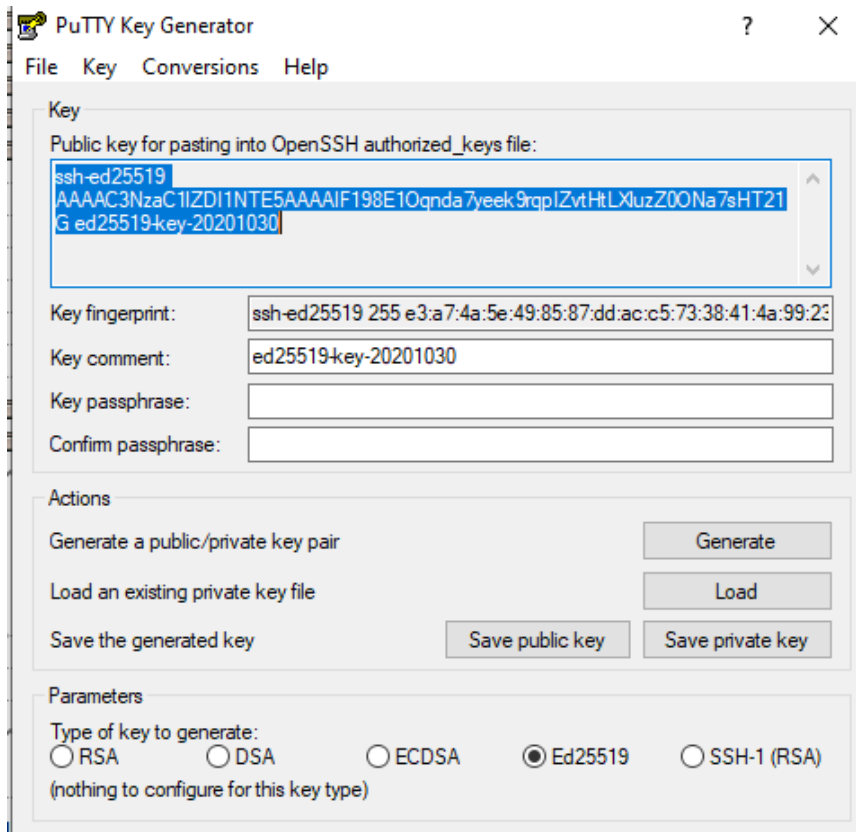 PuTTY Key Generator
? ×
File Key Conversions Help
Key
Public key for pasting into OpenSSH authorized_keys file:
ssh-ed25519
AAAAC3NzaC1lZDI1NTE5AAAAIF198E1Oqnda7yeek9rqpIZvtHtLXluzZ0ONa7sHT21
G ed25519-key-20201030
Key fingerprint: ssh-ed25519 255 e3:a7:4a:5e:49:85:87:dd:ac:c5:73:38:41:4a:99:23
Key comment: ed25519-key-20201030
Key passphrase:
Confirm passphrase:
Actions
Generate a public/private key pair Generate
Load an existing private key file Load
Save the generated key Save public key Save private key
Parameters
Type of key to generate:
RSA DSA ECDSA Ed25519 SSH-1 (RSA)
(nothing to configure for this key type)